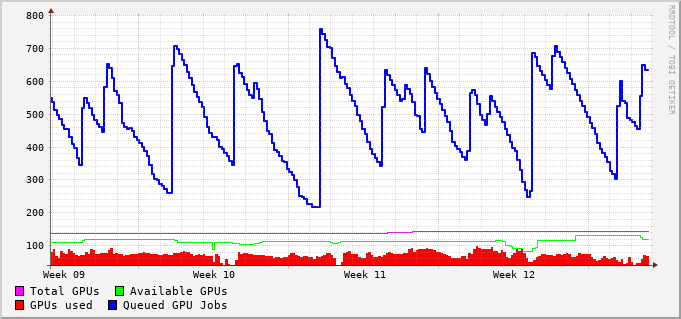 800
700
600
500
400
300
200
100
Week 09 Week 10 Week 11 Week 12
Total GPUs Available GPUs
GPUs used Queued GPU Jobs
RRDTOOL / TOBI OETIKER